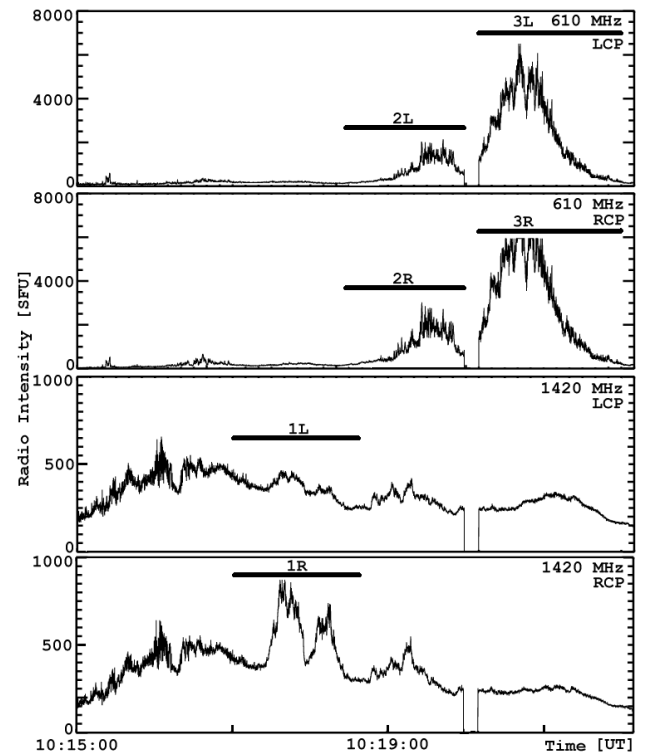 8000
3L 610 MHz
LCP
4000
2L
0
8000
610 MHz
RCP
3R
4000
2R
0
Radio Intensity [SFU]
1000
1420 MHz
LCP
1L
500
0
1000
1420 MHz
RCP
1R
500
0
10:15:00 10:19:00 Time [UT]